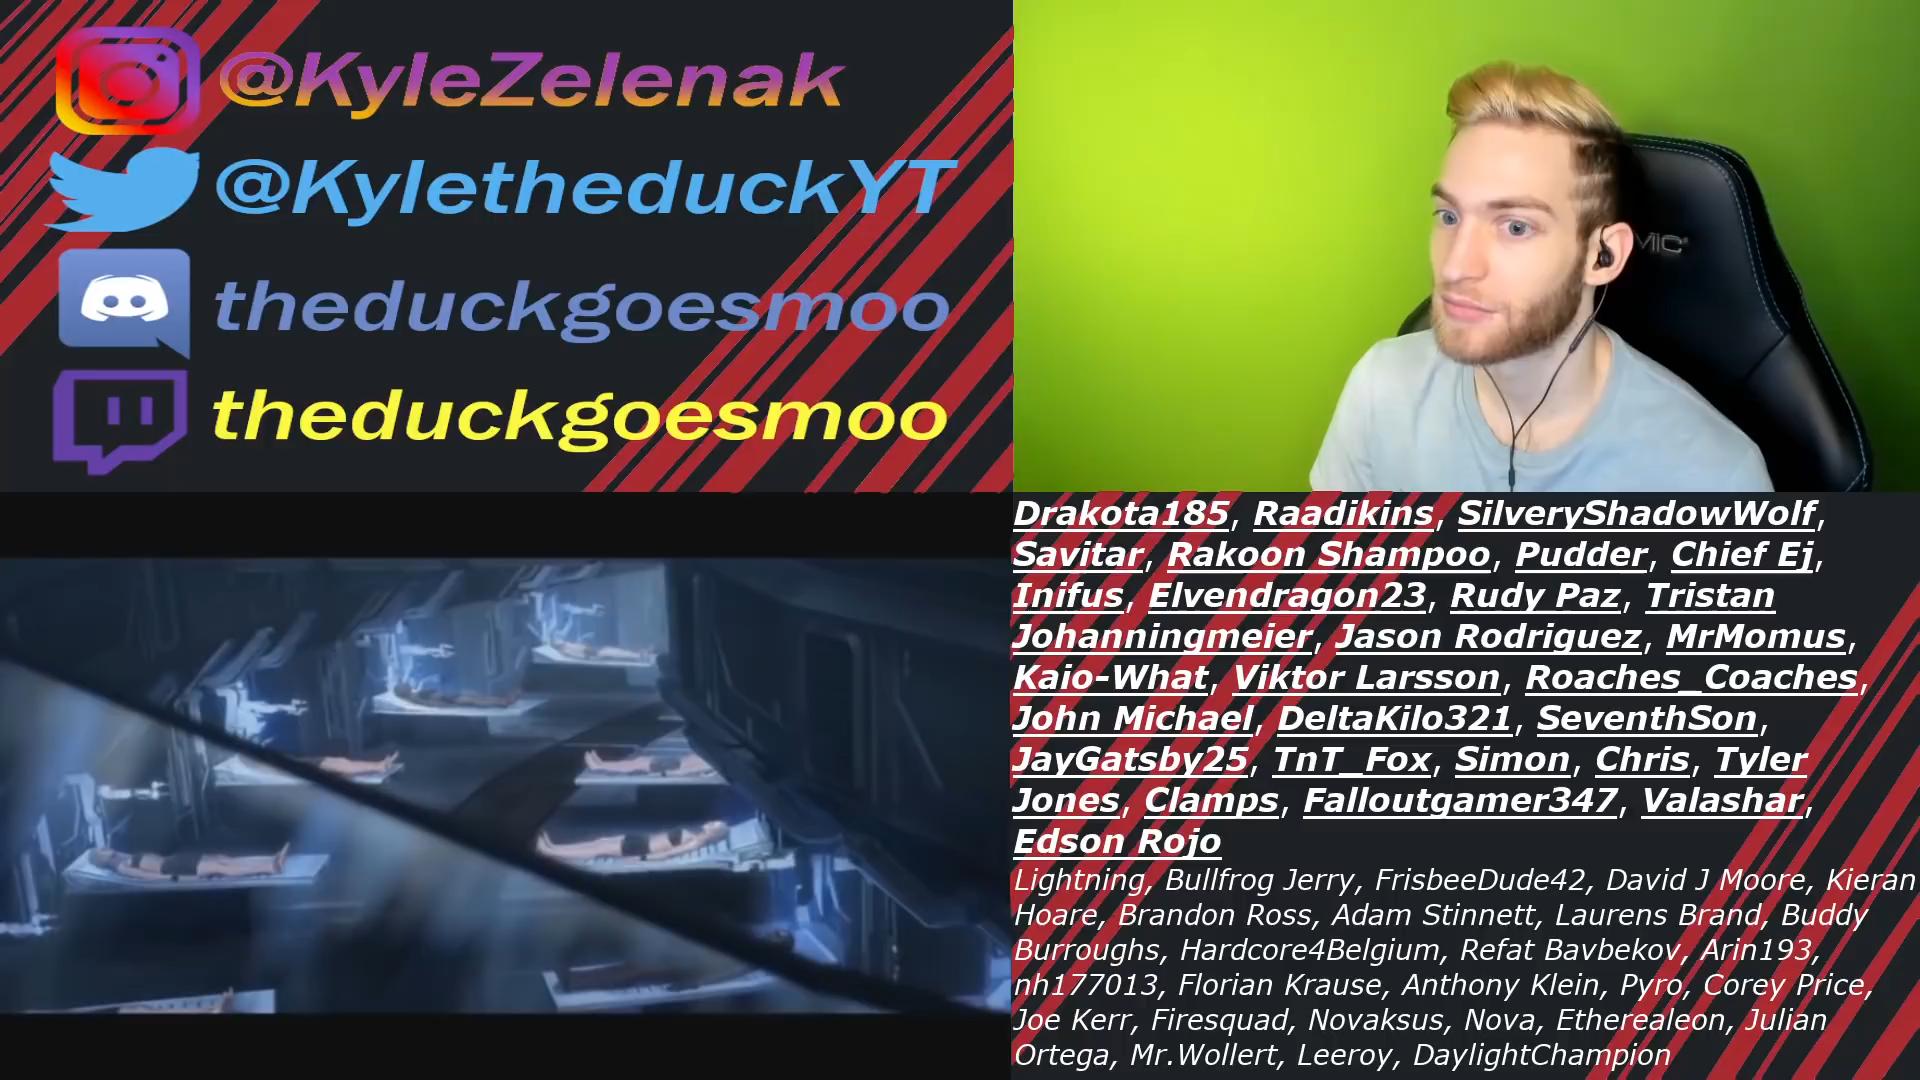 @KyleZelenak
@KyletheduckYT
theduckgoesmoo
theduckgoesmoo
Drakota185, Raadikins, SilveryShadowWolf,
Savitar, Rakoon Shampoo, Pudder, Chief Ej,
Inifus, Elvendragon23, Rudy Paz, Tristan
Johanningmeier, Jason Rodriguez, MrMomus,
Kaio-What, Viktor Larsson, Roaches_Coaches,
John Michael, DeltaKilo321, SeventhSon,
JayGatsby25, TnT_Fox, Simon, Chris, Tyler
Jones, Clamps, Falloutgamer347, Valashar,
Edson Rojo
Lightning, Bullfrog Jerry, FrisbeeDude42, David J Moore, Kieran
Hoare, Brandon Ross, Adam Stinnett, Laurens Brand, Buddy
Burroughs, Hardcore4Belgium, Refat Bavbekov, Arin193,
nh177013, Florian Krause, Anthony Klein, Pyro, Corey Price,
Joe Kerr, Firesquad, Novaksus, Nova, Etherealeon, Julian
Ortega, Mr.Wollert, Leeroy, DaylightChampion